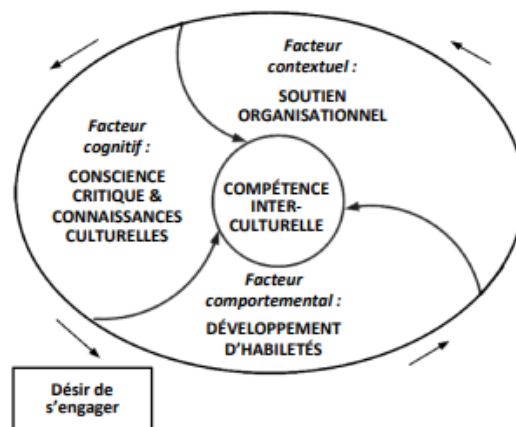 Facteur
contextuel :
SOUTIEN
ORGANISATIONNEL
Facteur
cognitif :
CONSCIENCE
CRITIQUE &
CONNAISSANCES
CULTURELLES
COMPÉTENCE
INTER-
CULTURELLE
Facteur
comportemental :
DÉVELOPPEMENT
D'HABILETÉS
Désir de
s'engager